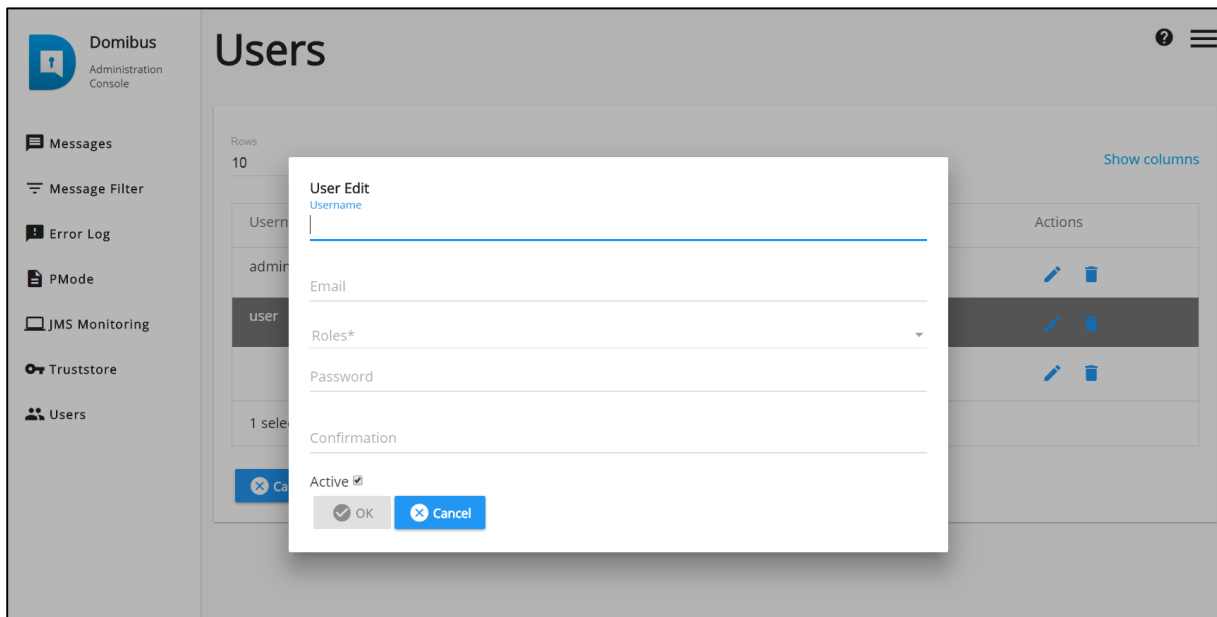 Domibus
Administration
Console
Users
Messages
Message Filter
Error Log
PMode
JMS Monitoring
Truststore
Users
Rows
10
Show columns
Usern
Actions
admin
user
1 sele
Ca
User Edit
Username
Email
Roles*
Password
Confirmation
Active
OK
Cancel